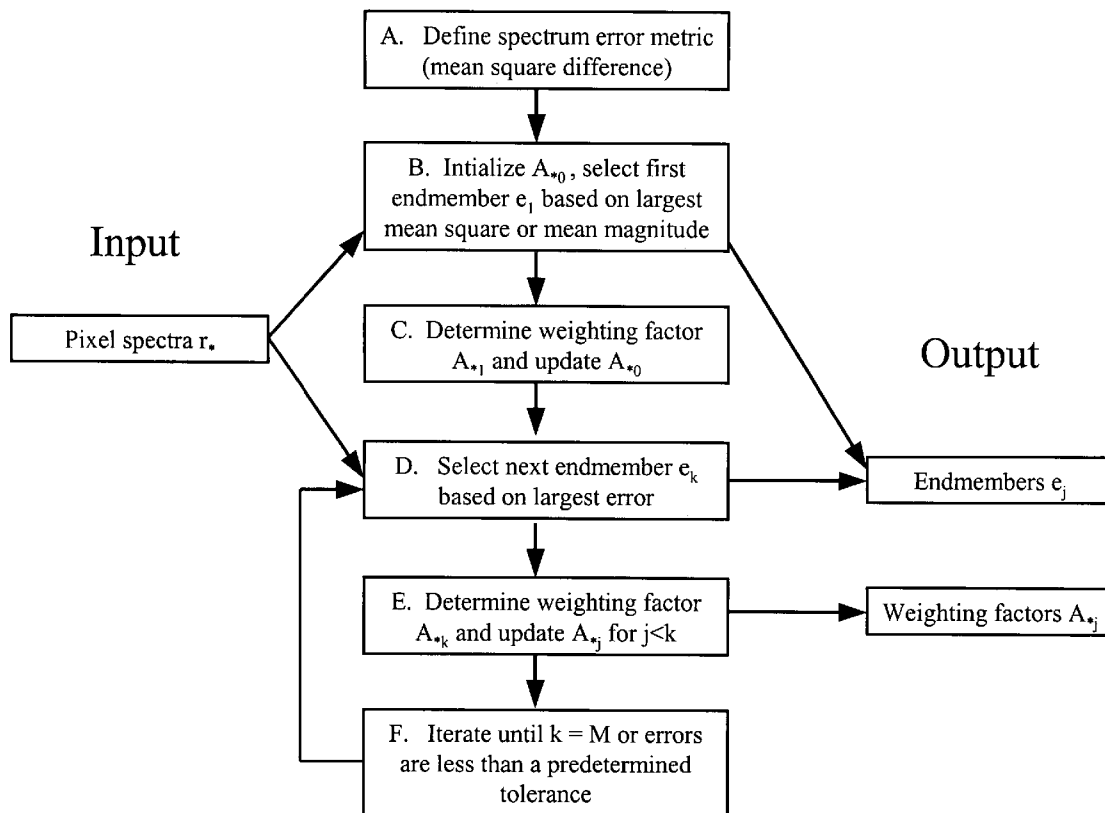 A. Define spectrum error metric
(mean square difference)
B. Intialize A*0 , select first
endmember e1 based on largest
mean square or mean magnitude
Input
Pixel spectra r*
C. Determine weighting factor
A*1 and update A*0
Output
D. Select next endmember ek
based on largest error
Endmembers ej
E. Determine weighting factor
A*k and update A*j for j<k
Weighting factors A*j
F. Iterate until k = M or errors
are less than a predetermined
tolerance